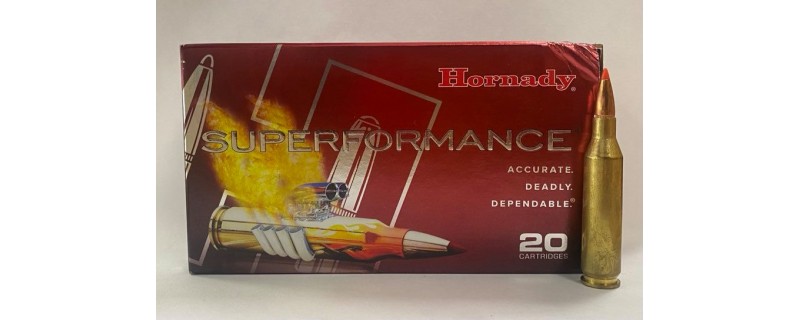 Hornady®
SUPERFORMANCE
ACCURATE.
DEADLY.
DEPENDABLE.®
20
CARTRIDGES